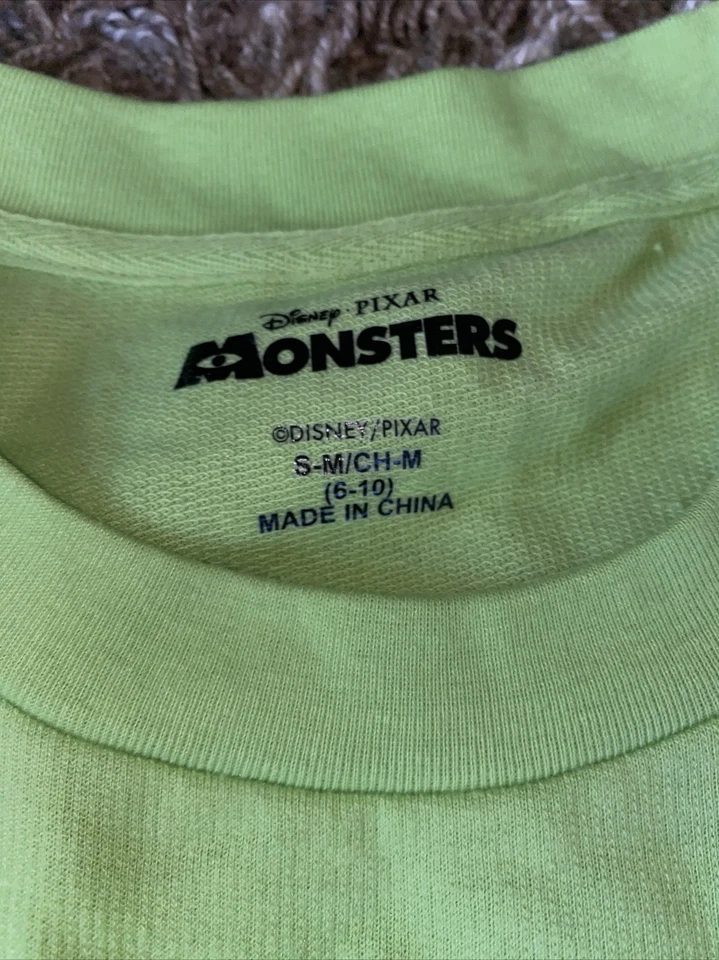 Disney · PIXAR
MONSTERS
©DISNEY/PIXAR
S-M/CH-M
(6-10)
MADE IN CHINA